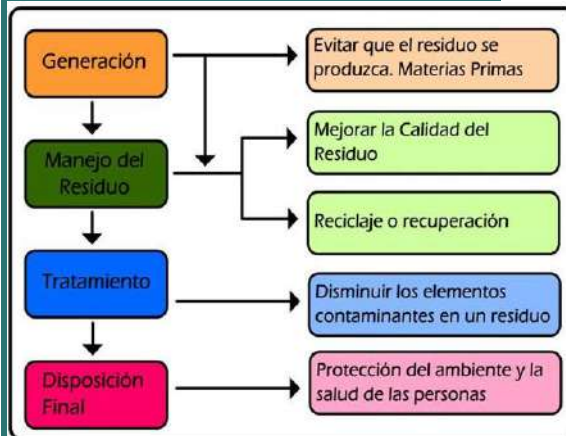 Generación
Evitar que el residuo se
produzca. Materias Primas
Manejo del
Residuo
Mejorar la Calidad del
Residuo
Reciclaje o recuperación
Tratamiento
Disminuir los elementos
contaminantes en un residuo
Disposición
Final
Protección del ambiente y la
salud de las personas